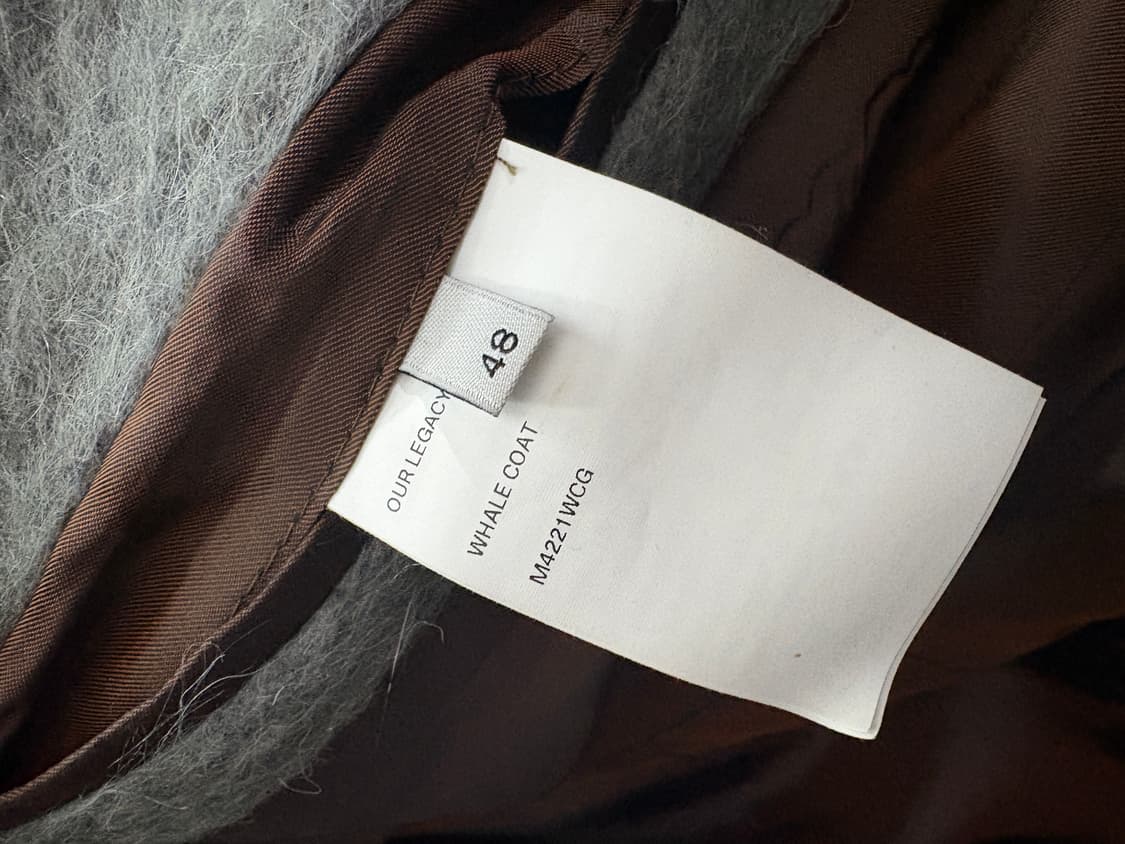 48
OUR LEGACY
WHALE COAT
M4221WCG